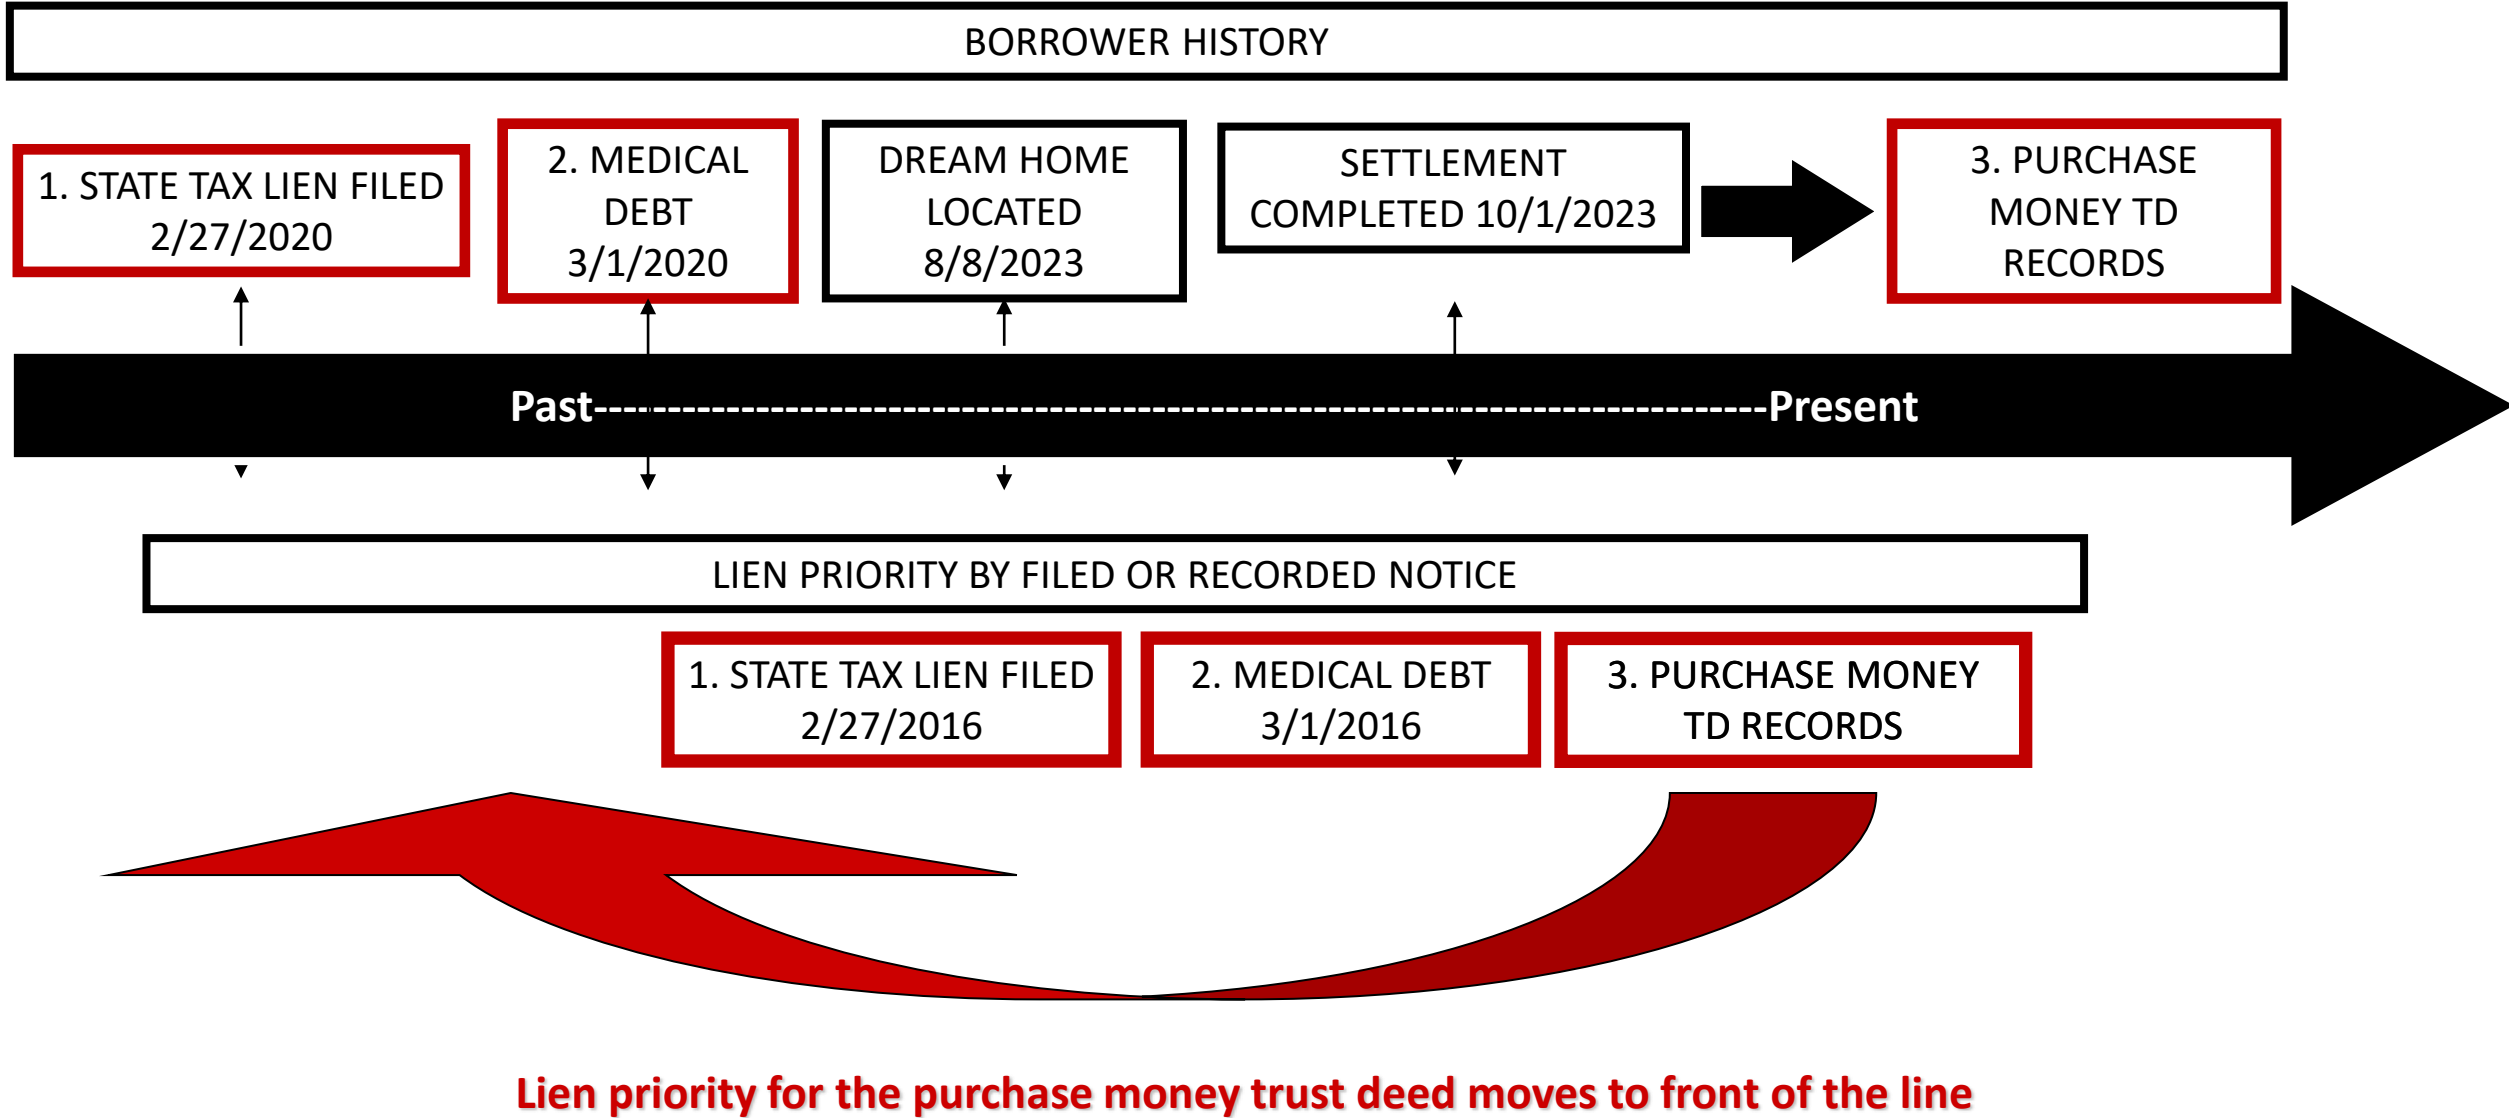 BORROWER HISTORY
1. STATE TAX LIEN FILED
2/27/2020
2. MEDICAL
DEBT
3/1/2020
DREAM HOME
LOCATED
8/8/2023
SETTLEMENT
COMPLETED 10/1/2023
3. PURCHASE
MONEY TD
RECORDS
Past--------------------------------------------------------------------------------Present
LIEN PRIORITY BY FILED OR RECORDED NOTICE
1. STATE TAX LIEN FILED
2/27/2016
2. MEDICAL DEBT
3/1/2016
3. PURCHASE MONEY
TD RECORDS
Lien priority for the purchase money trust deed moves to front of the line